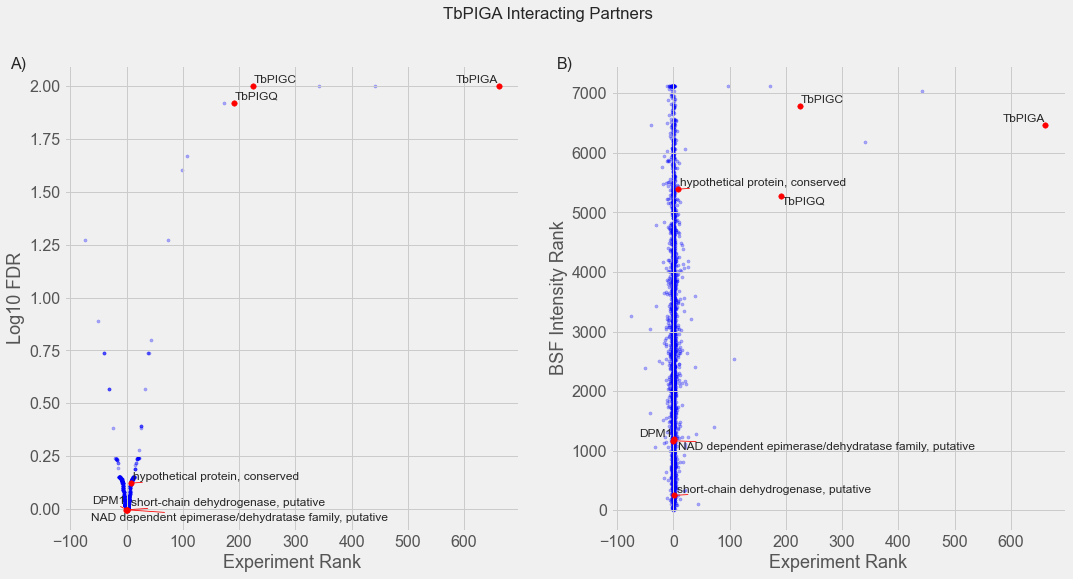 TbPIGA Interacting Partners
A)
TbPIGC
TbPIGA
TbPIGQ
hypothetical protein, conserved
DPM1
short-chain dehydrogenase, putative
NAD dependent epimerase/dehydratase family, putative
2.00
1.75
1.50
1.25
1.00
0.75
0.50
0.25
0.00
Log10 FDR
−100 0 100 200 300 400 500 600
Experiment Rank
B)
TbPIGC
TbPIGA
hypothetical protein, conserved
TbPIGQ
DPM1
NAD dependent epimerase/dehydratase family, putative
short-chain dehydrogenase, putative
7000
6000
5000
4000
3000
2000
1000
0
BSF Intensity Rank
−100 0 100 200 300 400 500 600
Experiment Rank